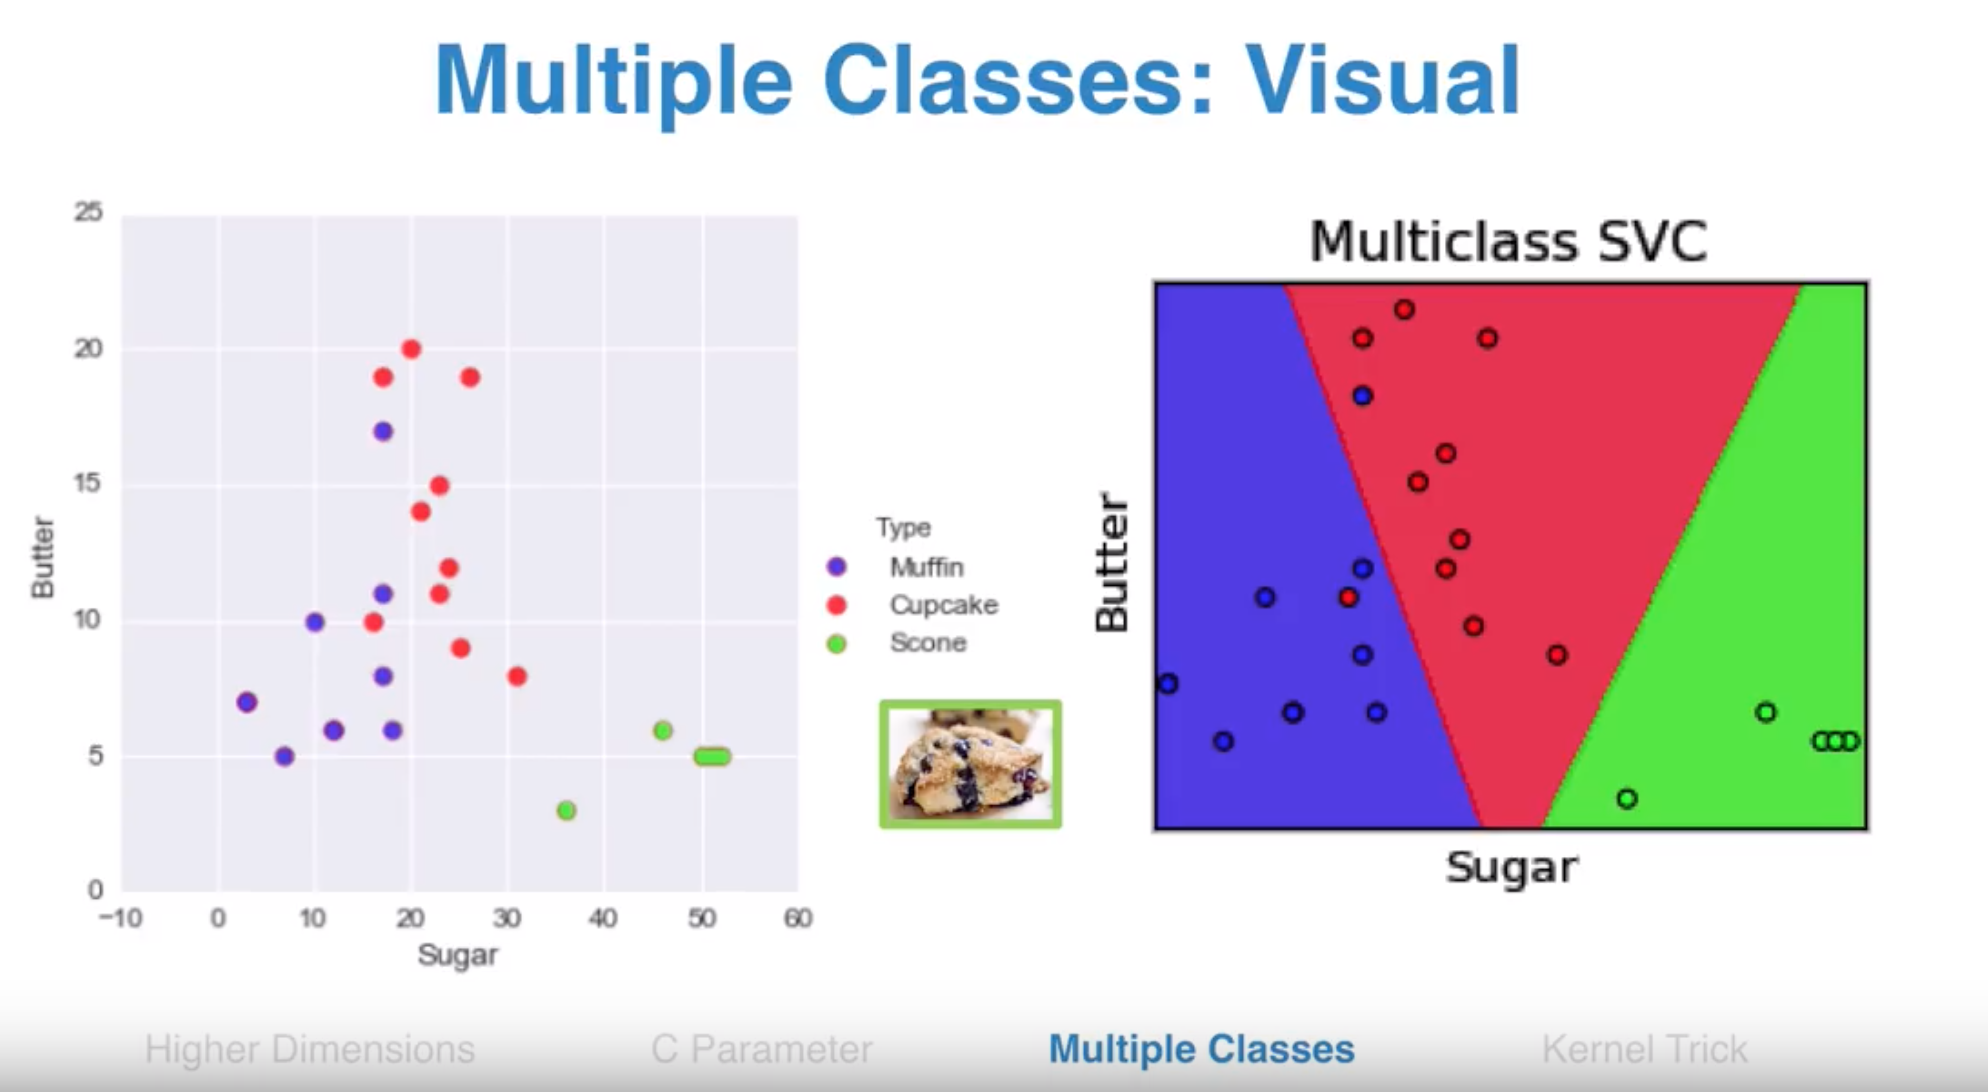 Multiple Classes: Visual
25
20
15
10
5
0
Butter
−10 0 10 20 30 40 50 60
Sugar
Type
Muffin
Cupcake
Scone
Multiclass SVC
Butter
Sugar
Higher Dimensions
C Parameter
Multiple Classes
Kernel Trick